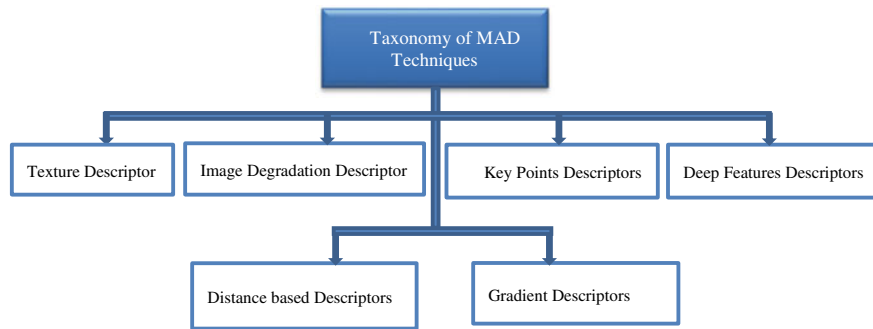 Taxonomy of MAD
Techniques
Texture Descriptor
Image Degradation Descriptor
Key Points Descriptors
Deep Features Descriptors
Distance based Descriptors
Gradient Descriptors